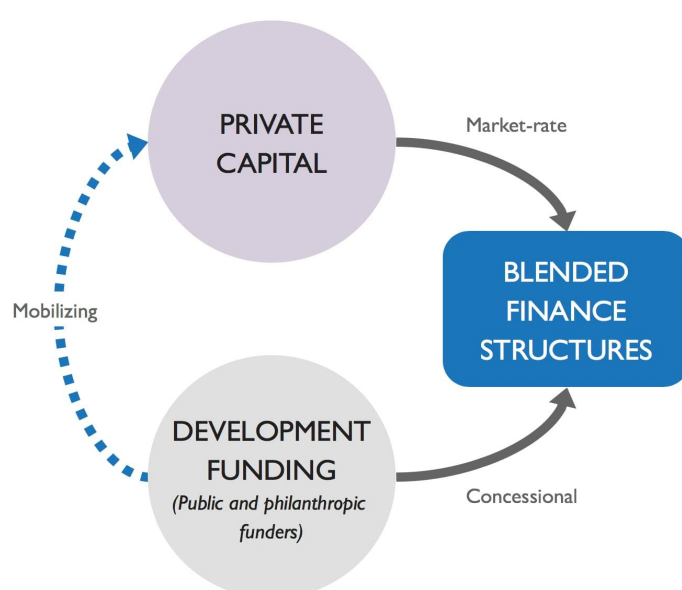 PRIVATE
CAPITAL
Market-rate
BLENDED
FINANCE
STRUCTURES
Mobilizing
DEVELOPMENT
FUNDING
(Public and philanthropic
funders)
Concessional